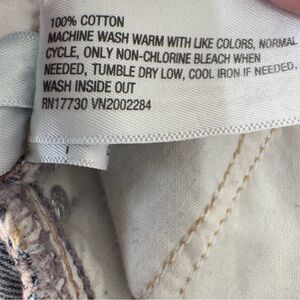 100% COTTON
MACHINE WASH WARM WITH LIKE COLORS, NORMAL
CYCLE, ONLY NON-CHLORINE BLEACH WHEN
NEEDED, TUMBLE DRY LOW, COOL IRON IF NEEDED,
WASH INSIDE OUT
RN17730 VN2002284